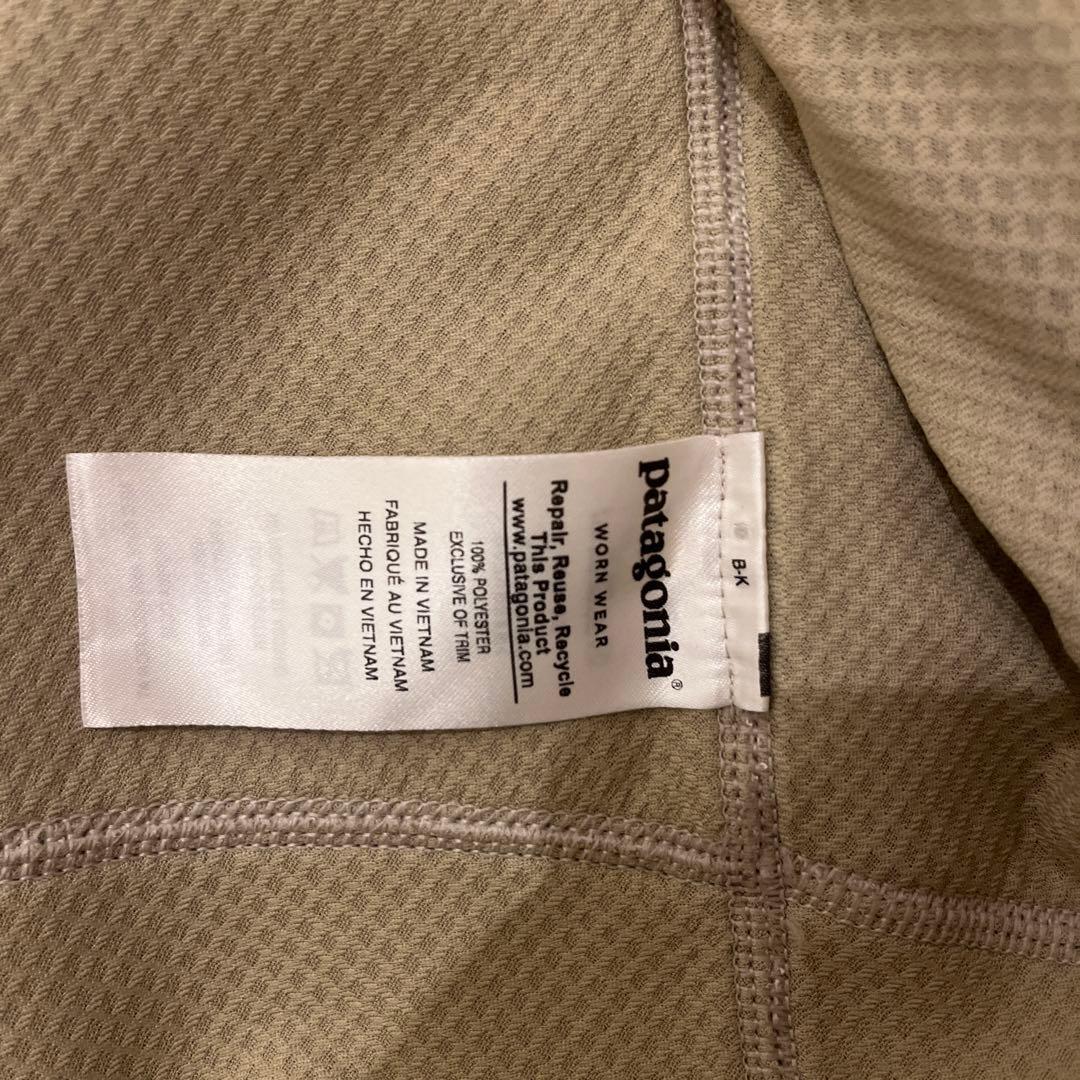 B-K
patagonia®
WORN WEAR
Repair, Reuse, Recycle
This Product
www.patagonia.com
100% POLYESTER
EXCLUSIVE OF TRIM
MADE IN VIETNAM
FABRIQUÉ AU VIETNAM
HECHO EN VIETNAM